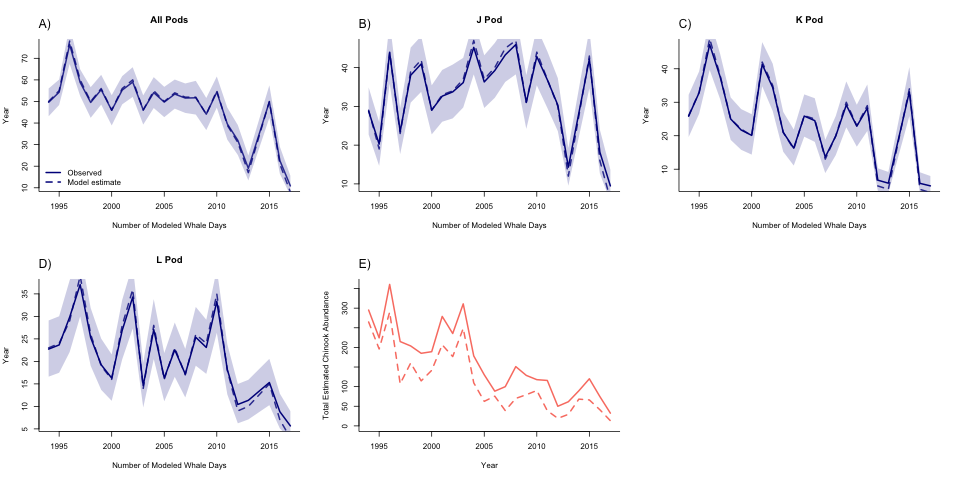 A)
All Pods
Year
10 20 30 40 50 60 70
Observed
Model estimate
1995 2000 2005 2010 2015
Number of Modeled Whale Days
B)
J Pod
Year
10 20 30 40
1995 2000 2005 2010 2015
Number of Modeled Whale Days
C)
K Pod
Year
10 20 30 40
1995 2000 2005 2010 2015
Number of Modeled Whale Days
D)
L Pod
Year
5 10 15 20 25 30 35
1995 2000 2005 2010 2015
Number of Modeled Whale Days
E)
Total Estimated Chinook Abundance
0 50 100 200 300
1995 2000 2005 2010 2015
Year